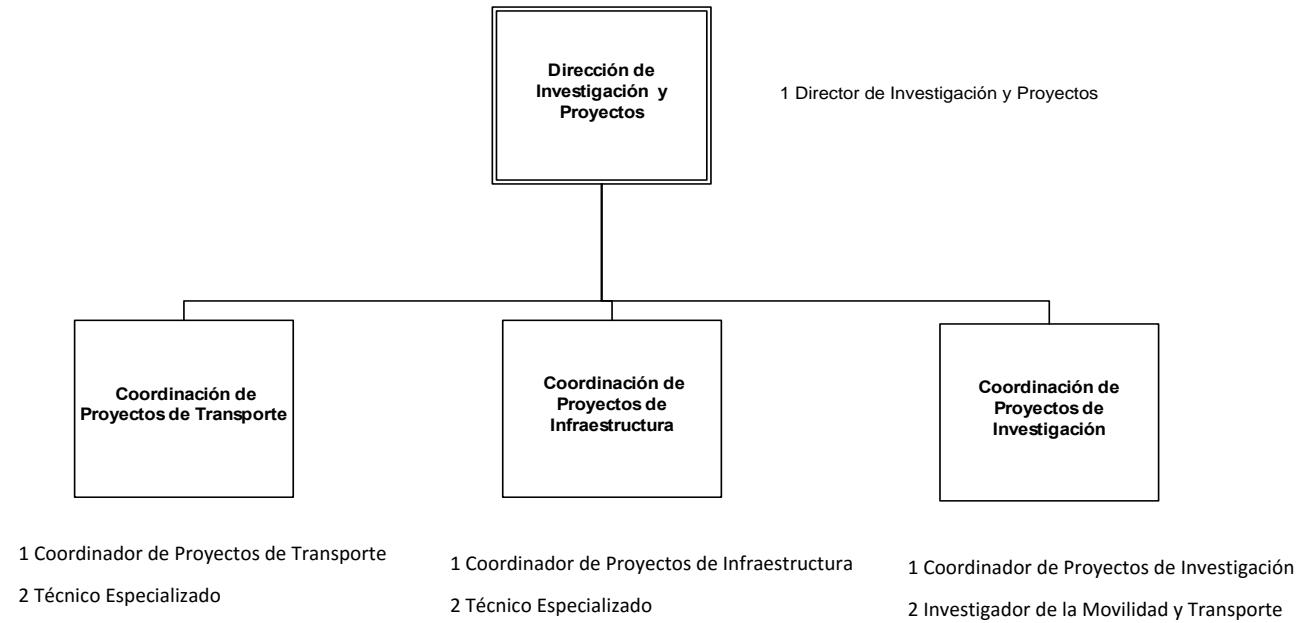 Dirección de
Investigación y
Proyectos
1 Director de Investigación y Proyectos
Coordinación de
Proyectos de Transporte
Coordinación de
Proyectos de
Infraestructura
Coordinación de
Proyectos de
Investigación
1 Coordinador de Proyectos de Transporte
2 Técnico Especializado
1 Coordinador de Proyectos de Infraestructura
2 Técnico Especializado
1 Coordinador de Proyectos de Investigación
2 Investigador de la Movilidad y Transporte